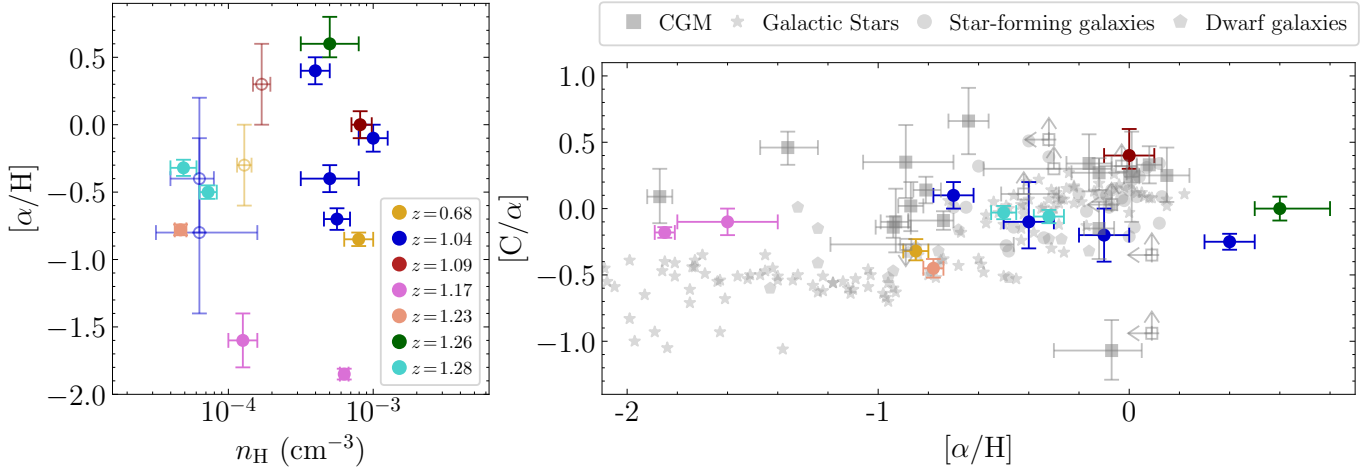 CGM Galactic Stars Star-forming galaxies Dwarf galaxies
[α/H]
0.5
0.0
−0.5
−1.0
−1.5
−2.0
10⁻⁴ 10⁻³
n_H (cm⁻³)
z=0.68
z=1.04
z=1.09
z=1.17
z=1.23
z=1.26
z=1.28
[C/α]
1.0
0.5
0.0
−0.5
−1.0
-2 -1 0
[α/H]